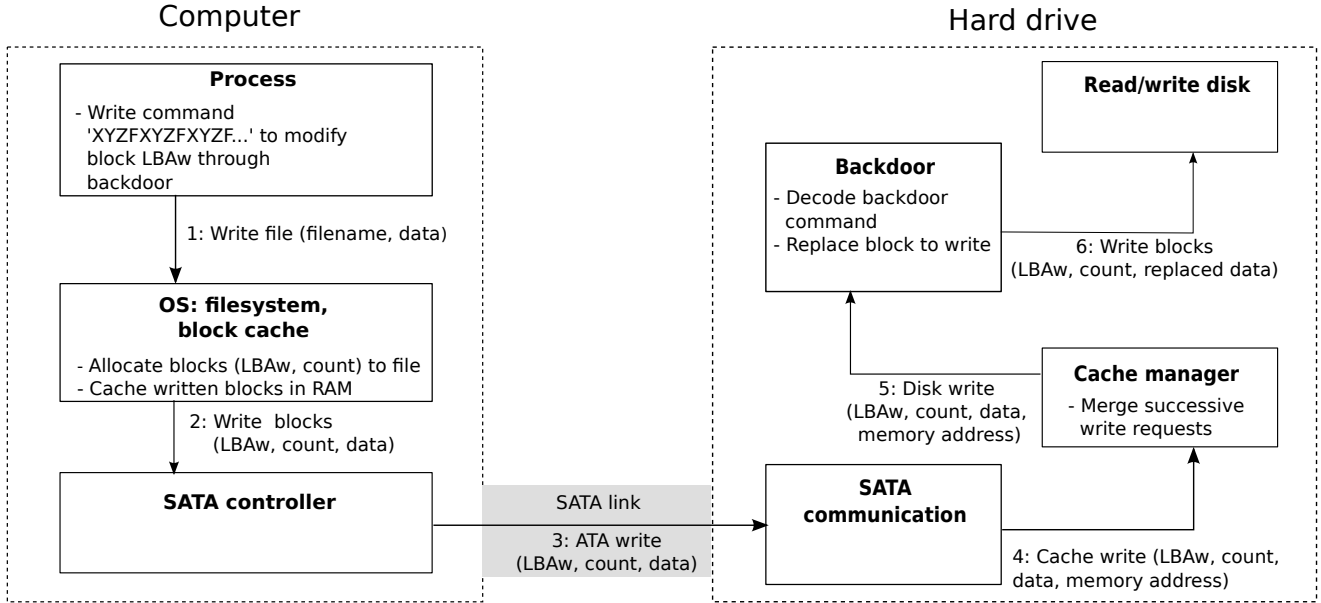 Computer
Process
- Write command
'XYZFXYZFXYZF...' to modify
block LBAw through
backdoor
1: Write file (filename, data)
OS: filesystem,
block cache
- Allocate blocks (LBAw, count) to file
- Cache written blocks in RAM
2: Write  blocks
(LBAw, count, data)
SATA controller
SATA link
3: ATA write
(LBAw, count, data)
Hard drive
Read/write disk
Backdoor
- Decode backdoor
command
- Replace block to write
6: Write blocks
(LBAw, count, replaced data)
Cache manager
- Merge successive
write requests
5: Disk write
(LBAw, count, data,
memory address)
SATA
communication
4: Cache write (LBAw, count,
data, memory address)